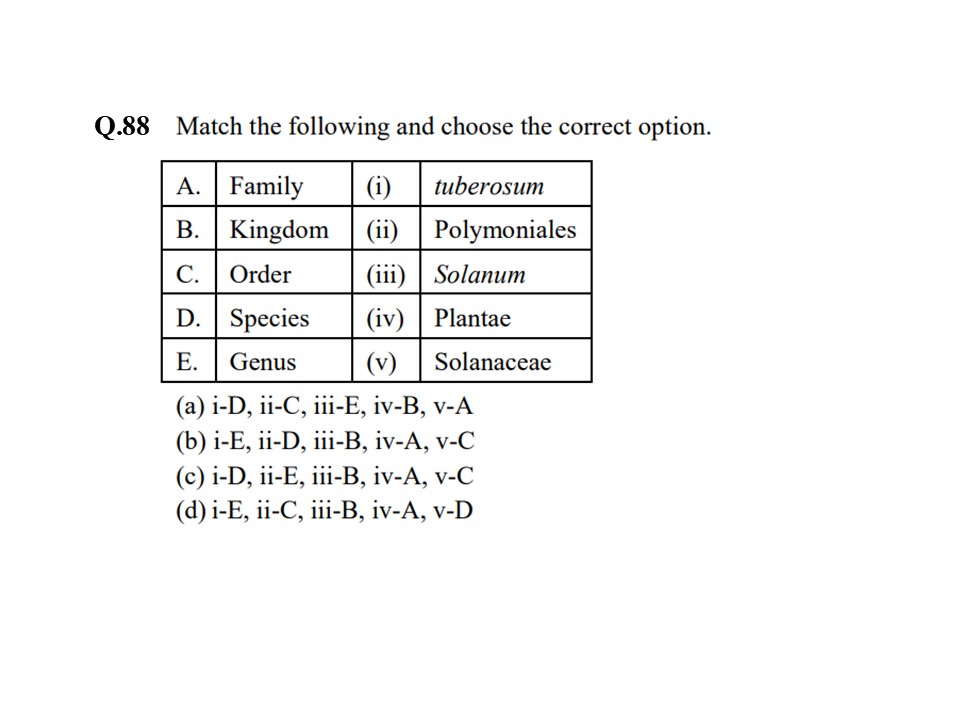 Q.88 Match the following and choose the correct option.
A. Family (i) tuberosum
B. Kingdom (ii) Polymoniales
C. Order (iii) Solanum
D. Species (iv) Plantae
E. Genus (v) Solanaceae
(a) i-D, ii-C, iii-E, iv-B, v-A
(b) i-E, ii-D, iii-B, iv-A, v-C
(c) i-D, ii-E, iii-B, iv-A, v-C
(d) i-E, ii-C, iii-B, iv-A, v-D